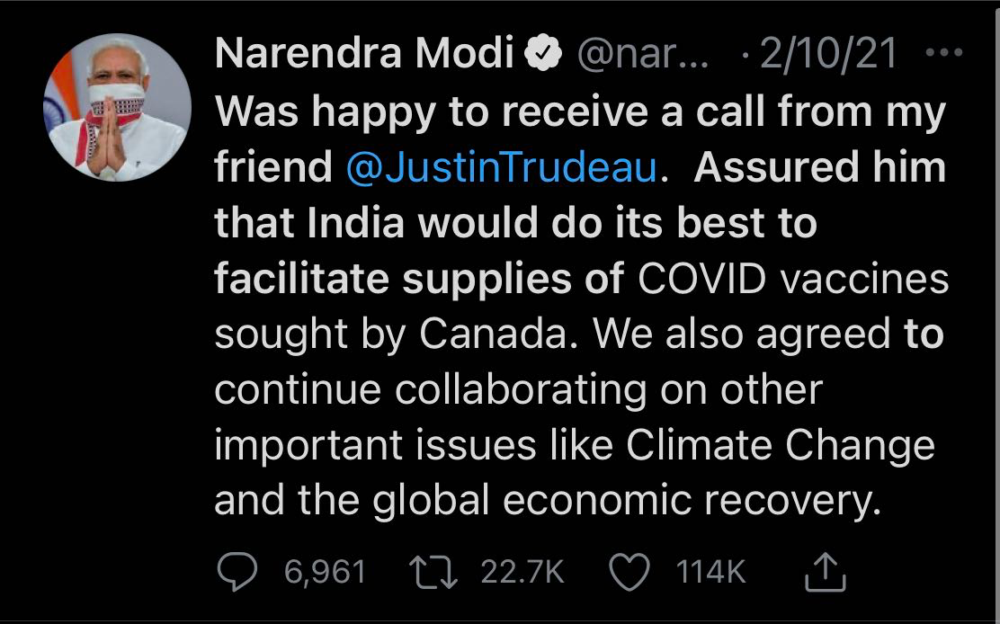 Narendra Modi @nar... · 2/10/21
Was happy to receive a call from my
friend @JustinTrudeau. Assured him
that India would do its best to
facilitate supplies of COVID vaccines
sought by Canada. We also agreed to
continue collaborating on other
important issues like Climate Change
and the global economic recovery.
6,961 22.7K 114K